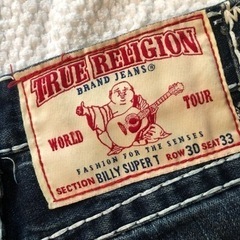 TRUE RELIGION
BRAND JEANS®
WORLD TOUR
FASHION FOR THE SENSES
SECTION BILLY SUPER T ROW 30 SEAT 33